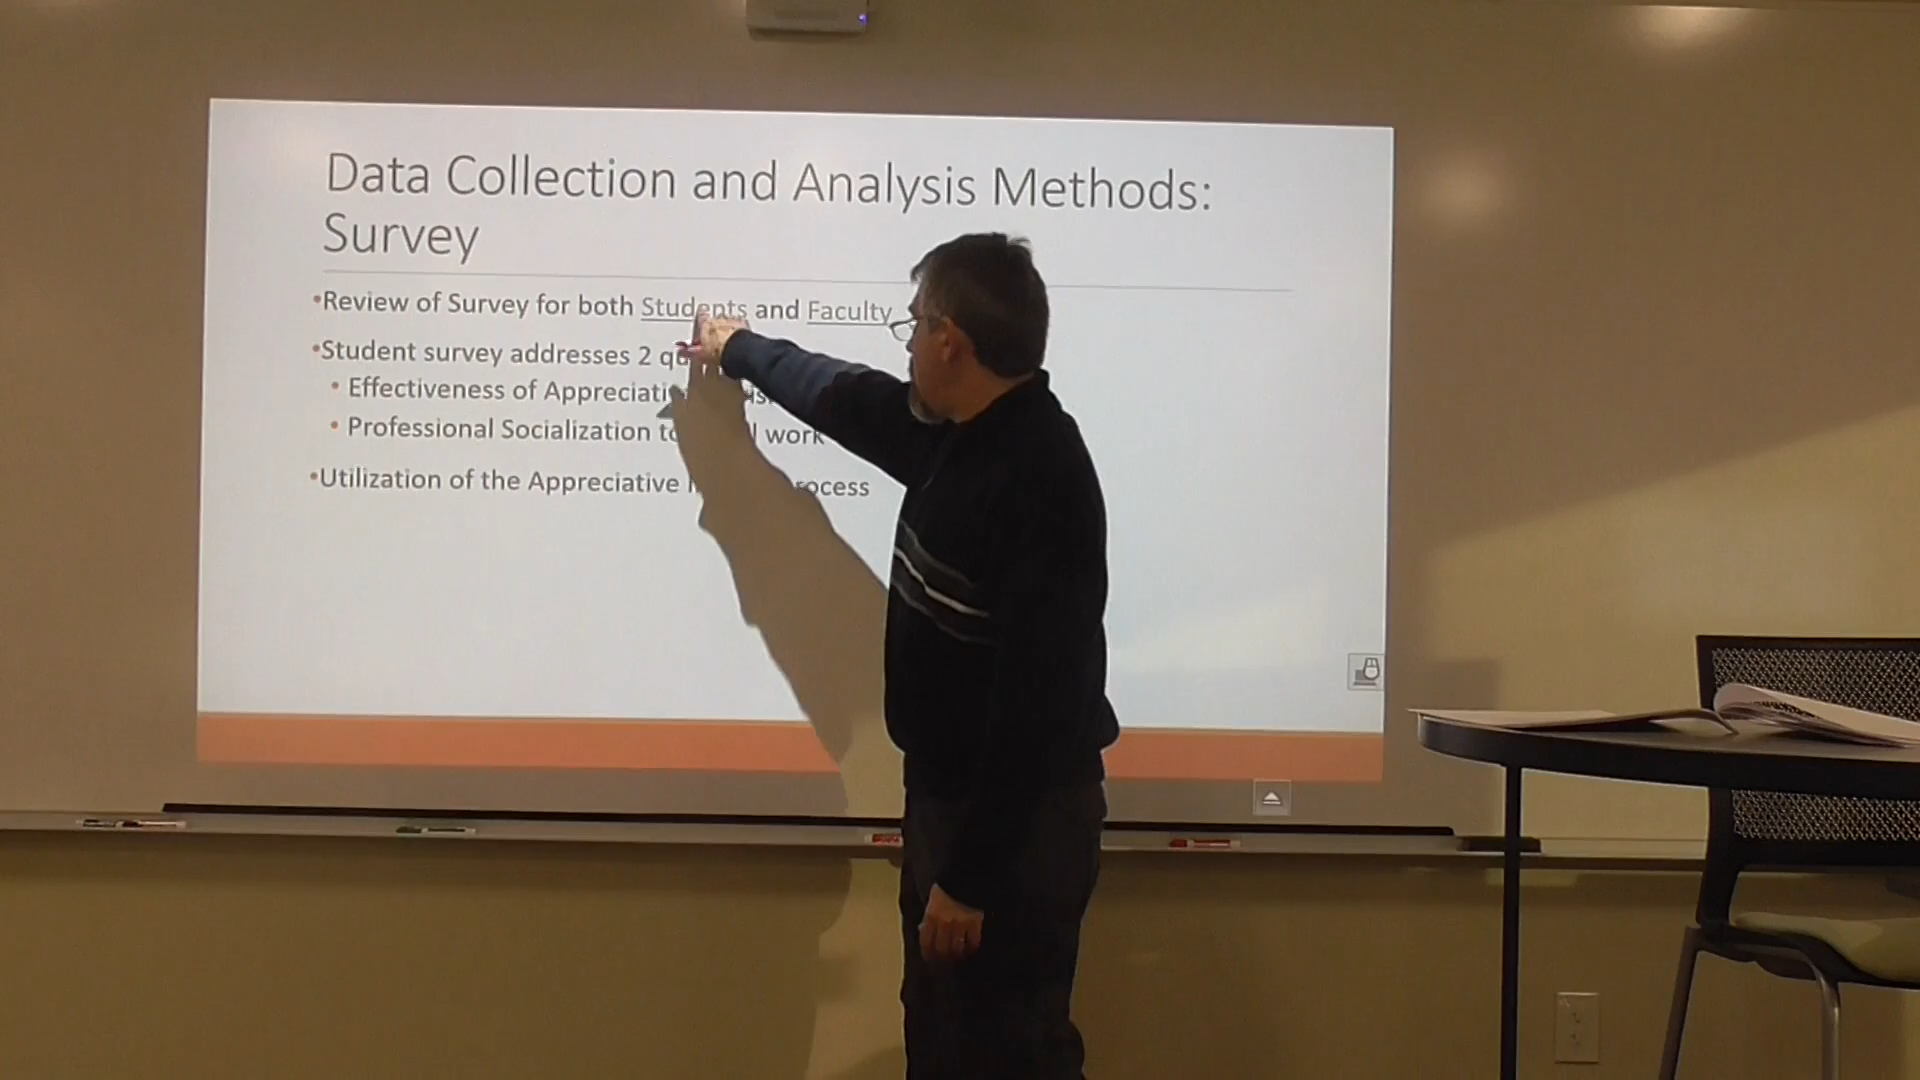 Data Collection and Analysis Methods:
Survey
•Review of Survey for both Students and Faculty
•Student survey addresses 2
• Effectiveness of
• Professional Socialization work
•Utilization of the Appreciative